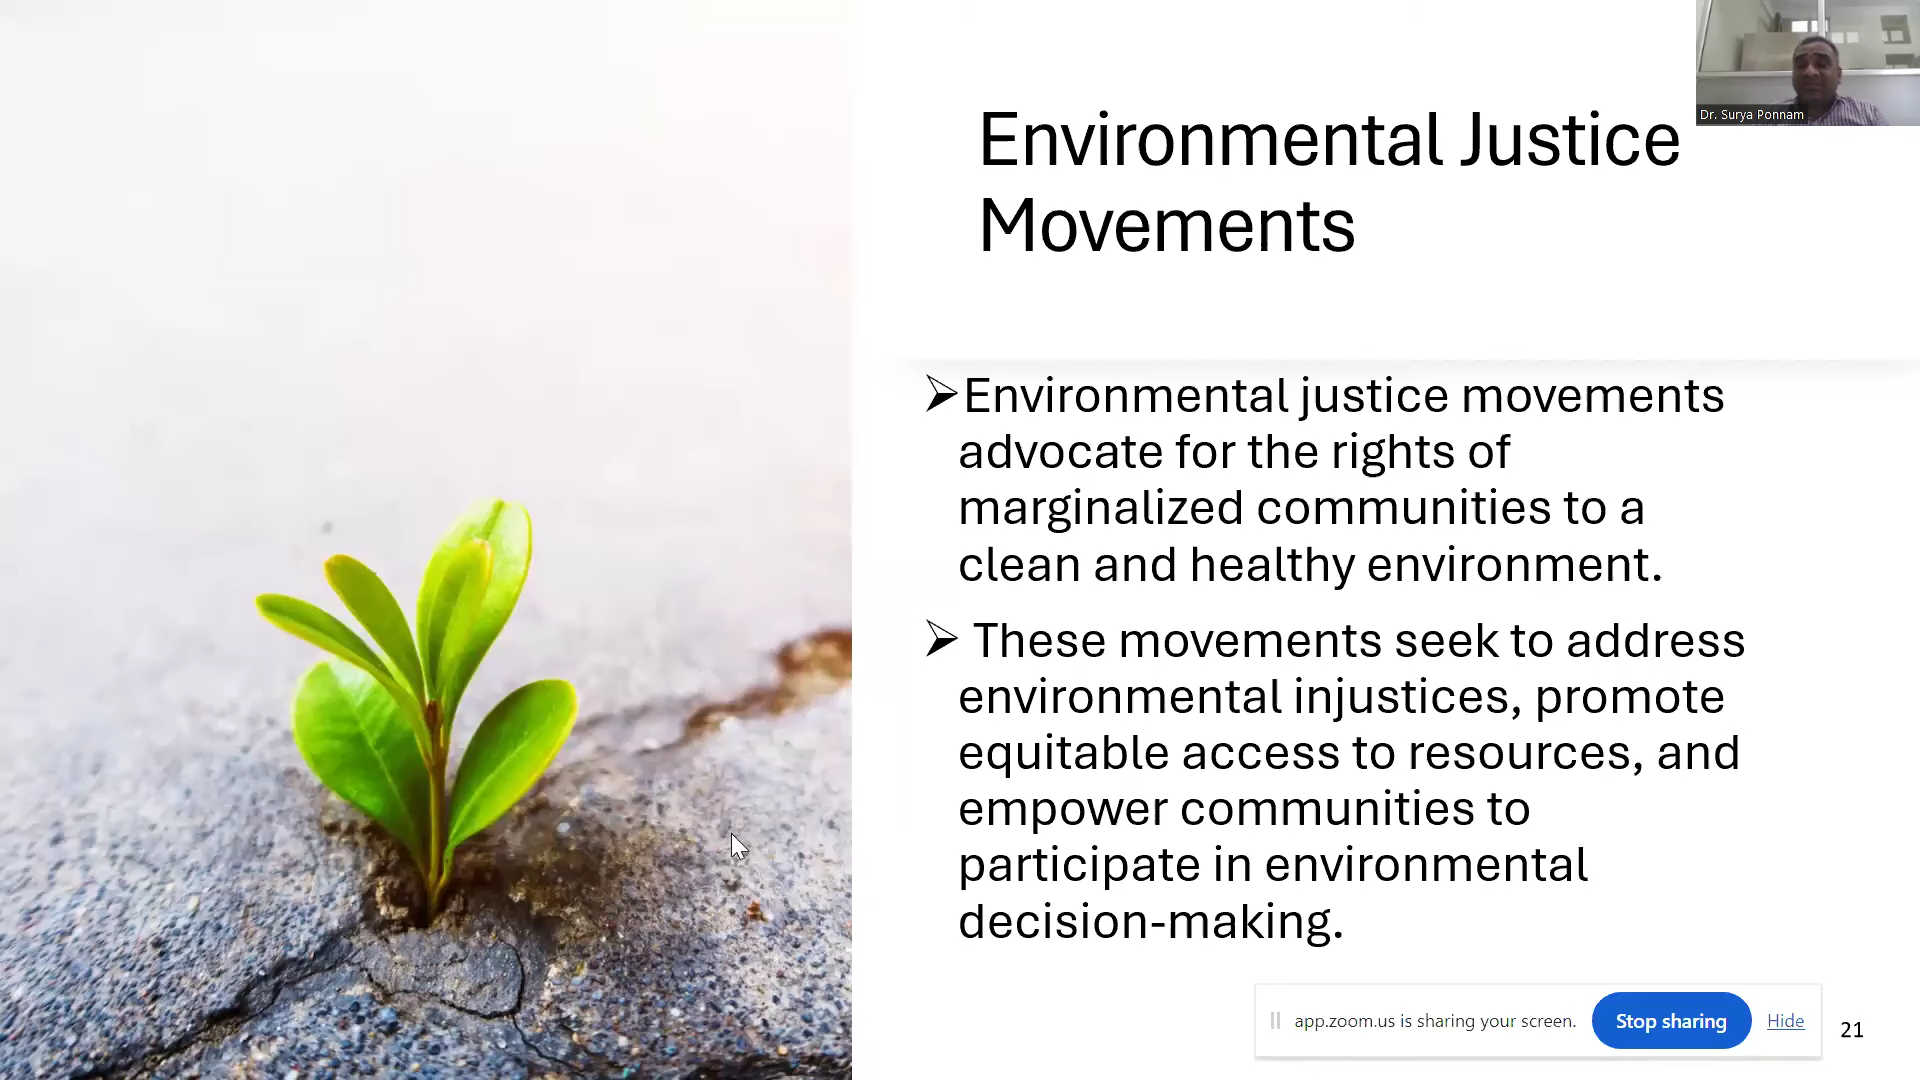 Dr. Surya Ponnam
Environmental Justice
Movements
Environmental justice movements
advocate for the rights of
marginalized communities to a
clean and healthy environment.
These movements seek to address
environmental injustices, promote
equitable access to resources, and
empower communities to
participate in environmental
decision-making.
app.zoom.us is sharing your screen.
Stop sharing
Hide
21